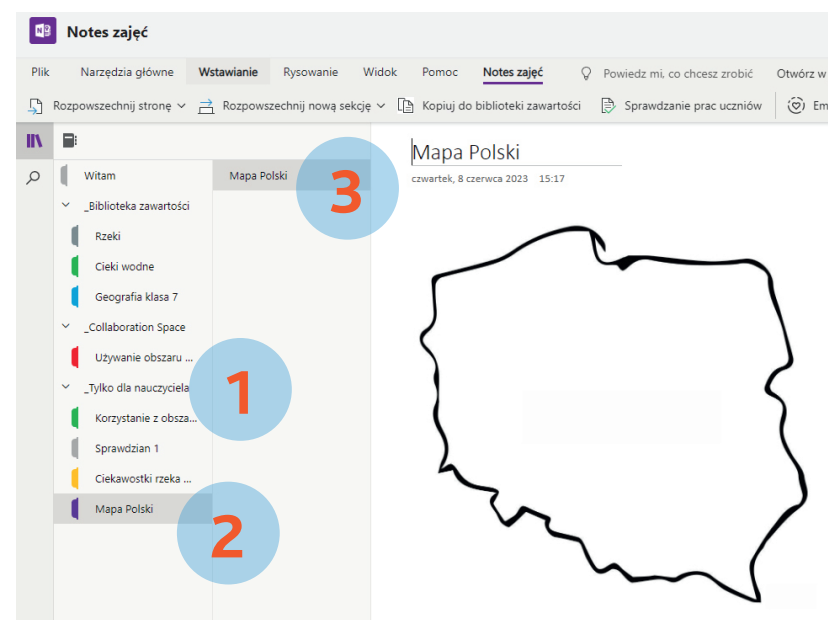 Notes zajęć
Plik Narzędzia główne Wstawianie Rysowanie Widok Pomoc Notes zajęć Powiedz mi, co chcesz zrobić Otwórz w
Rozpowszechnij stronę Rozpowszechnij nową sekcję Kopiuj do biblioteki zawartości Sprawdzanie prac uczniów Em
Witam
_Biblioteka zawartości
Rzeki
Cieki wodne
Geografia klasa 7
_Collaboration Space
Używanie obszaru ...
_Tylko dla nauczyciela
Korzystanie z obsza...
Sprawdzian 1
Ciekawostki rzeka ...
Mapa Polski
1
2
Mapa Polski
3
Mapa Polski
czwartek, 8 czerwca 2023 15:17